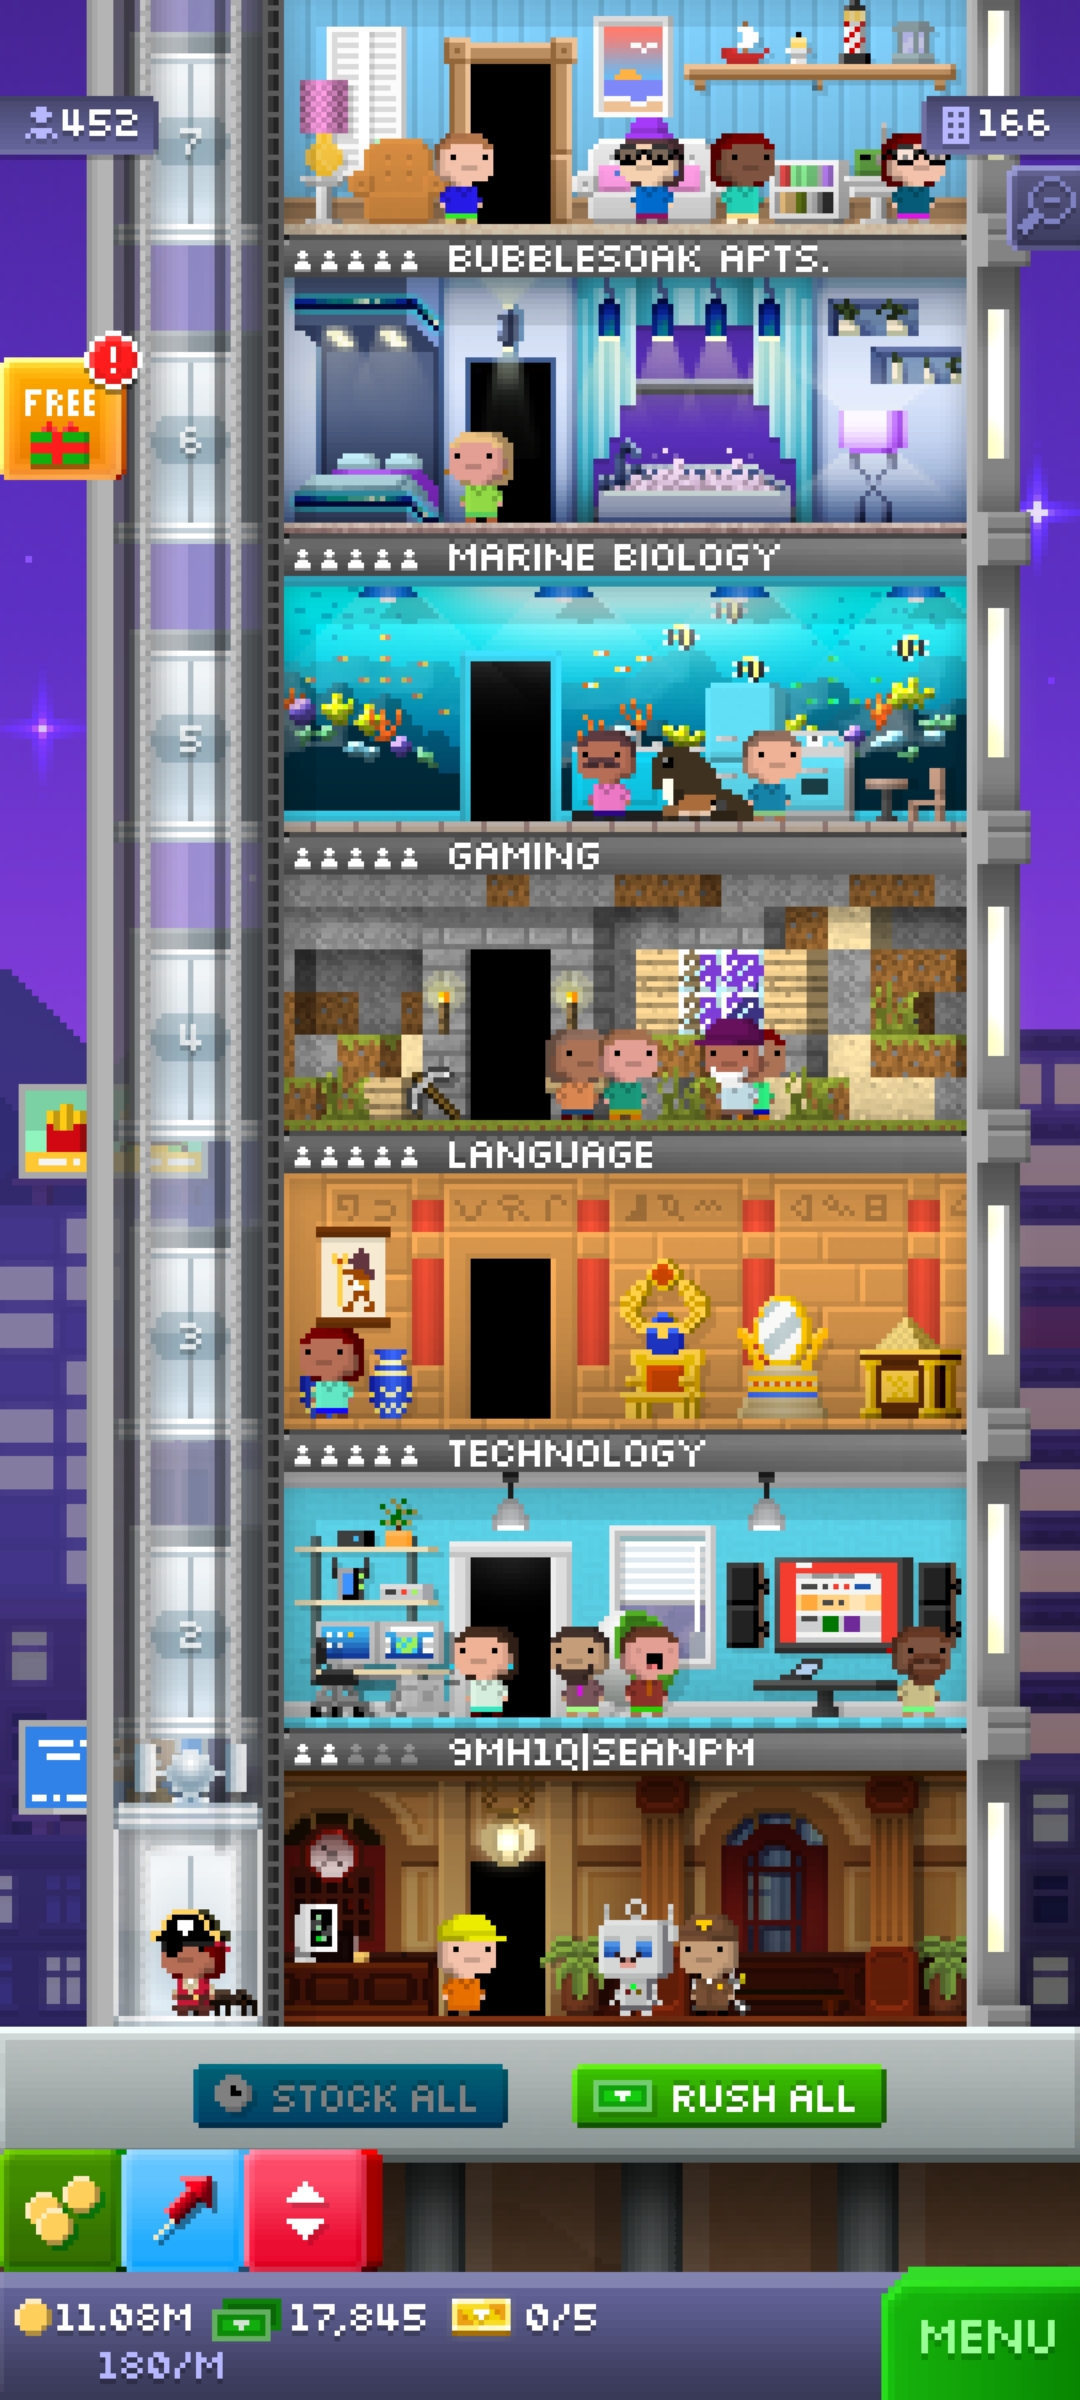 452
166
7
BUBBLESOAK APTS.
FREE
!
6
MARINE BIOLOGY
5
GAMING
4
LANGUAGE
3
TECHNOLOGY
2
9MH1Q|SEANPM
STOCK ALL
RUSH ALL
11.08M
17,845
0/5
180/M
MENU